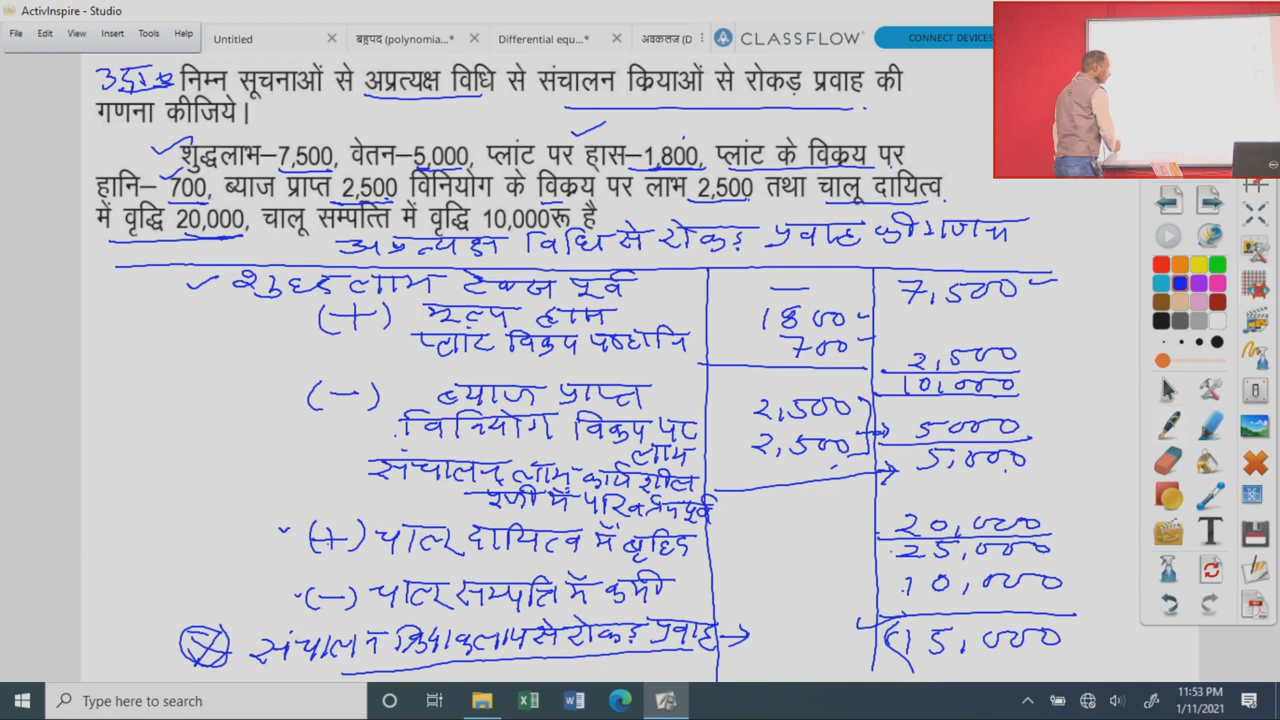 ActivInspire - Studio
File Edit View Insert Tools Help
Untitled
बहुपद (polynomia...*
Differential equ...*
अवकतज (D
CLASSFLOW
CONNECT DEVICES
निम्न सूचनाओं से अप्रत्यक्ष विधि से संचालन कियाओं से रोकड़ प्रवाह की
गणना कीजिये।
शुद्धलाभ–7,500, वेतन–5,000, प्लांट पर हास–1,800, प्लांट के विक्रय पर
हानि– 700, ब्याज प्राप्त 2,500 विनियोग के विक्रय पर लाभ 2,500 तथा चालू दायित्व
में वृद्धि 20,000, चालू सम्पत्ति में वृद्धि 10,000रू है
अप्रत्यक्ष विधि से रोकड़ प्रवाह की गणना
शुद्ध लाभ टेक्स पूर्व — 7,500
(+) मूल्य हास 1800
प्लांट विक्रय पर हानि 700 2,500
10,000
(-) ब्याज प्राप्त 2,500
विनियोग विक्रय पर लाभ 2,500 5000
5,000
संचालन लाभ कार्यशील
में परिवर्तन पूर्व
(+) चालू दायित्व में वृद्धि 20,000
25,000
(-) चालू सम्पत्ति में कमी 10,000
संचालन क्रियाकलाप से रोकड़ प्रवाह → 15,000
Type here to search
11:53 PM
1/11/2021